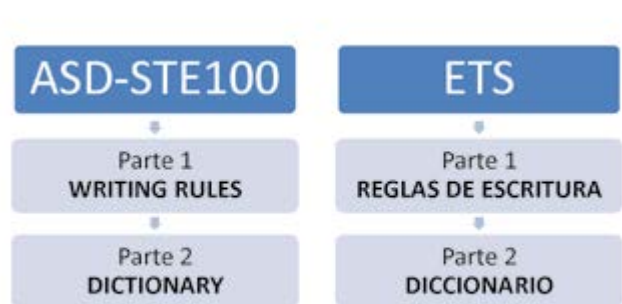 ASD-STE100
Parte 1
WRITING RULES
Parte 2
DICTIONARY
ETS
Parte 1
REGLAS DE ESCRITURA
Parte 2
DICCIONARIO